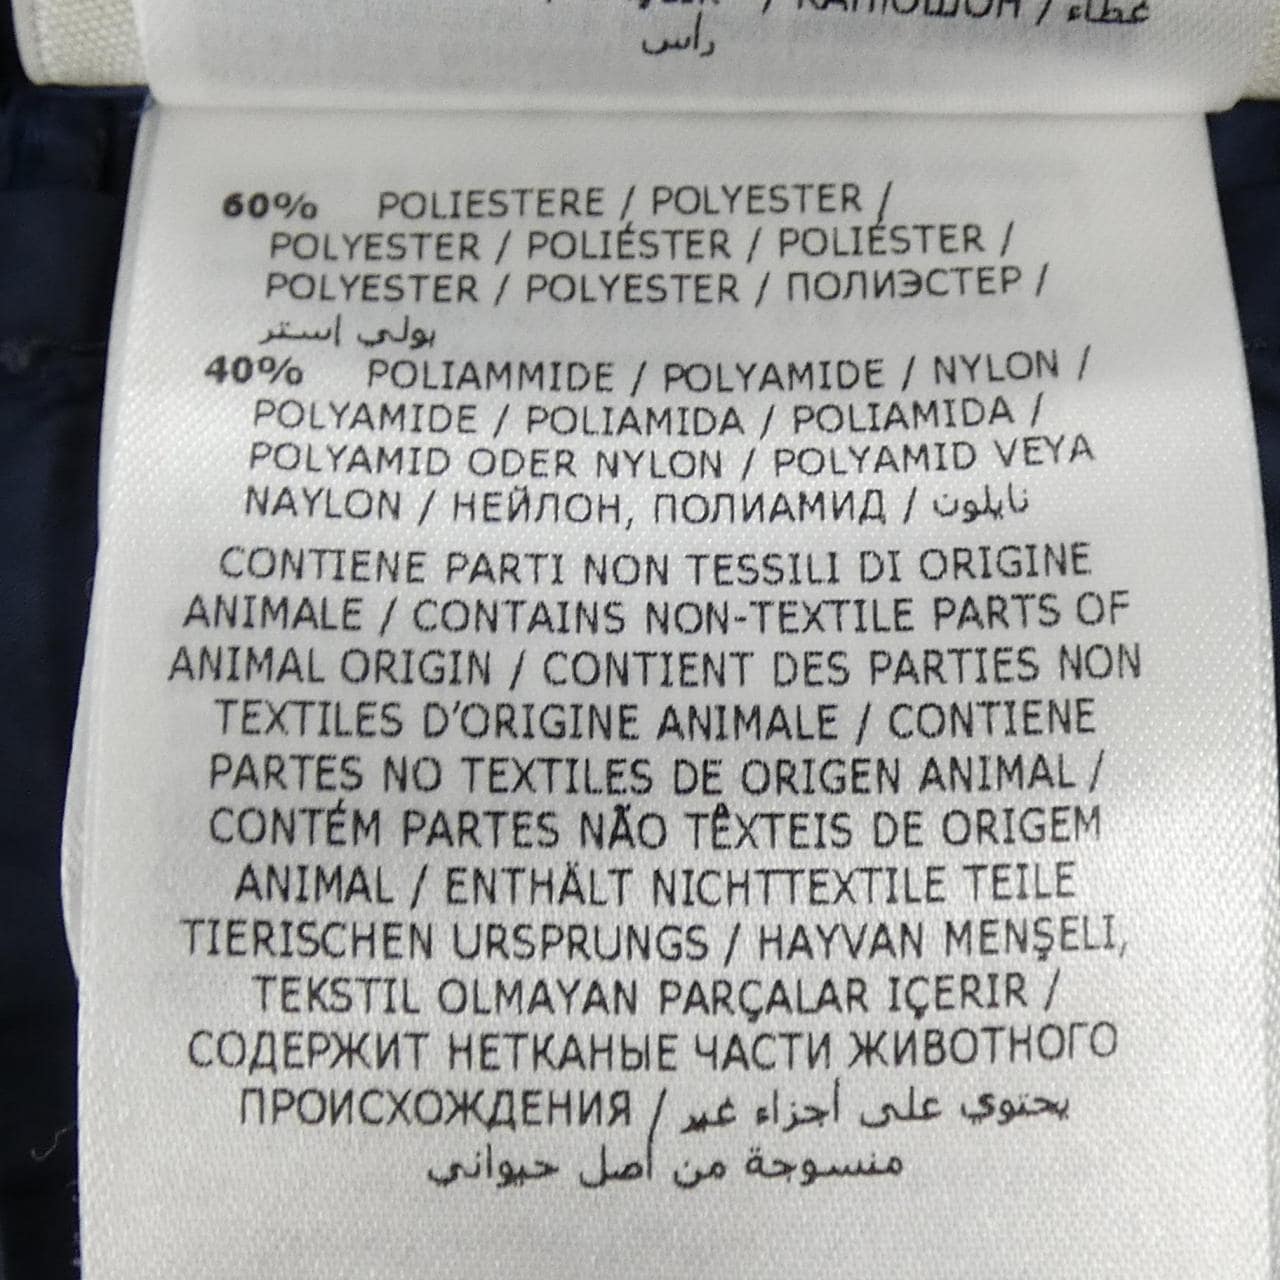 / КАПЮШОН / غطاء
رأس
60% POLIESTERE / POLYESTER /
POLYESTER / POLIÉSTER / POLIÉSTER /
POLYESTER / POLYESTER / ПОЛИЭСТЕР /
بولي إستر
40% POLIAMMIDE / POLYAMIDE / NYLON /
POLYAMIDE / POLIAMIDA / POLIAMIDA /
POLYAMID ODER NYLON / POLYAMID VEYA
NAYLON / НЕЙЛОН, ПОЛИАМИД / نايلون
CONTIENE PARTI NON TESSILI DI ORIGINE
ANIMALE / CONTAINS NON-TEXTILE PARTS OF
ANIMAL ORIGIN / CONTIENT DES PARTIES NON
TEXTILES D'ORIGINE ANIMALE / CONTIENE
PARTES NO TEXTILES DE ORIGEN ANIMAL /
CONTÉM PARTES NÃO TÊXTEIS DE ORIGEM
ANIMAL / ENTHÄLT NICHTTEXTILE TEILE
TIERISCHEN URSPRUNGS / HAYVAN MENŞELI,
TEKSTIL OLMAYAN PARÇALAR IÇERIR /
СОДЕРЖИТ НЕТКАНЫЕ ЧАСТИ ЖИВОТНОГО
ПРОИСХОЖДЕНИЯ / يحتوي على أجزاء غير
منسوجة من أصل حيواني